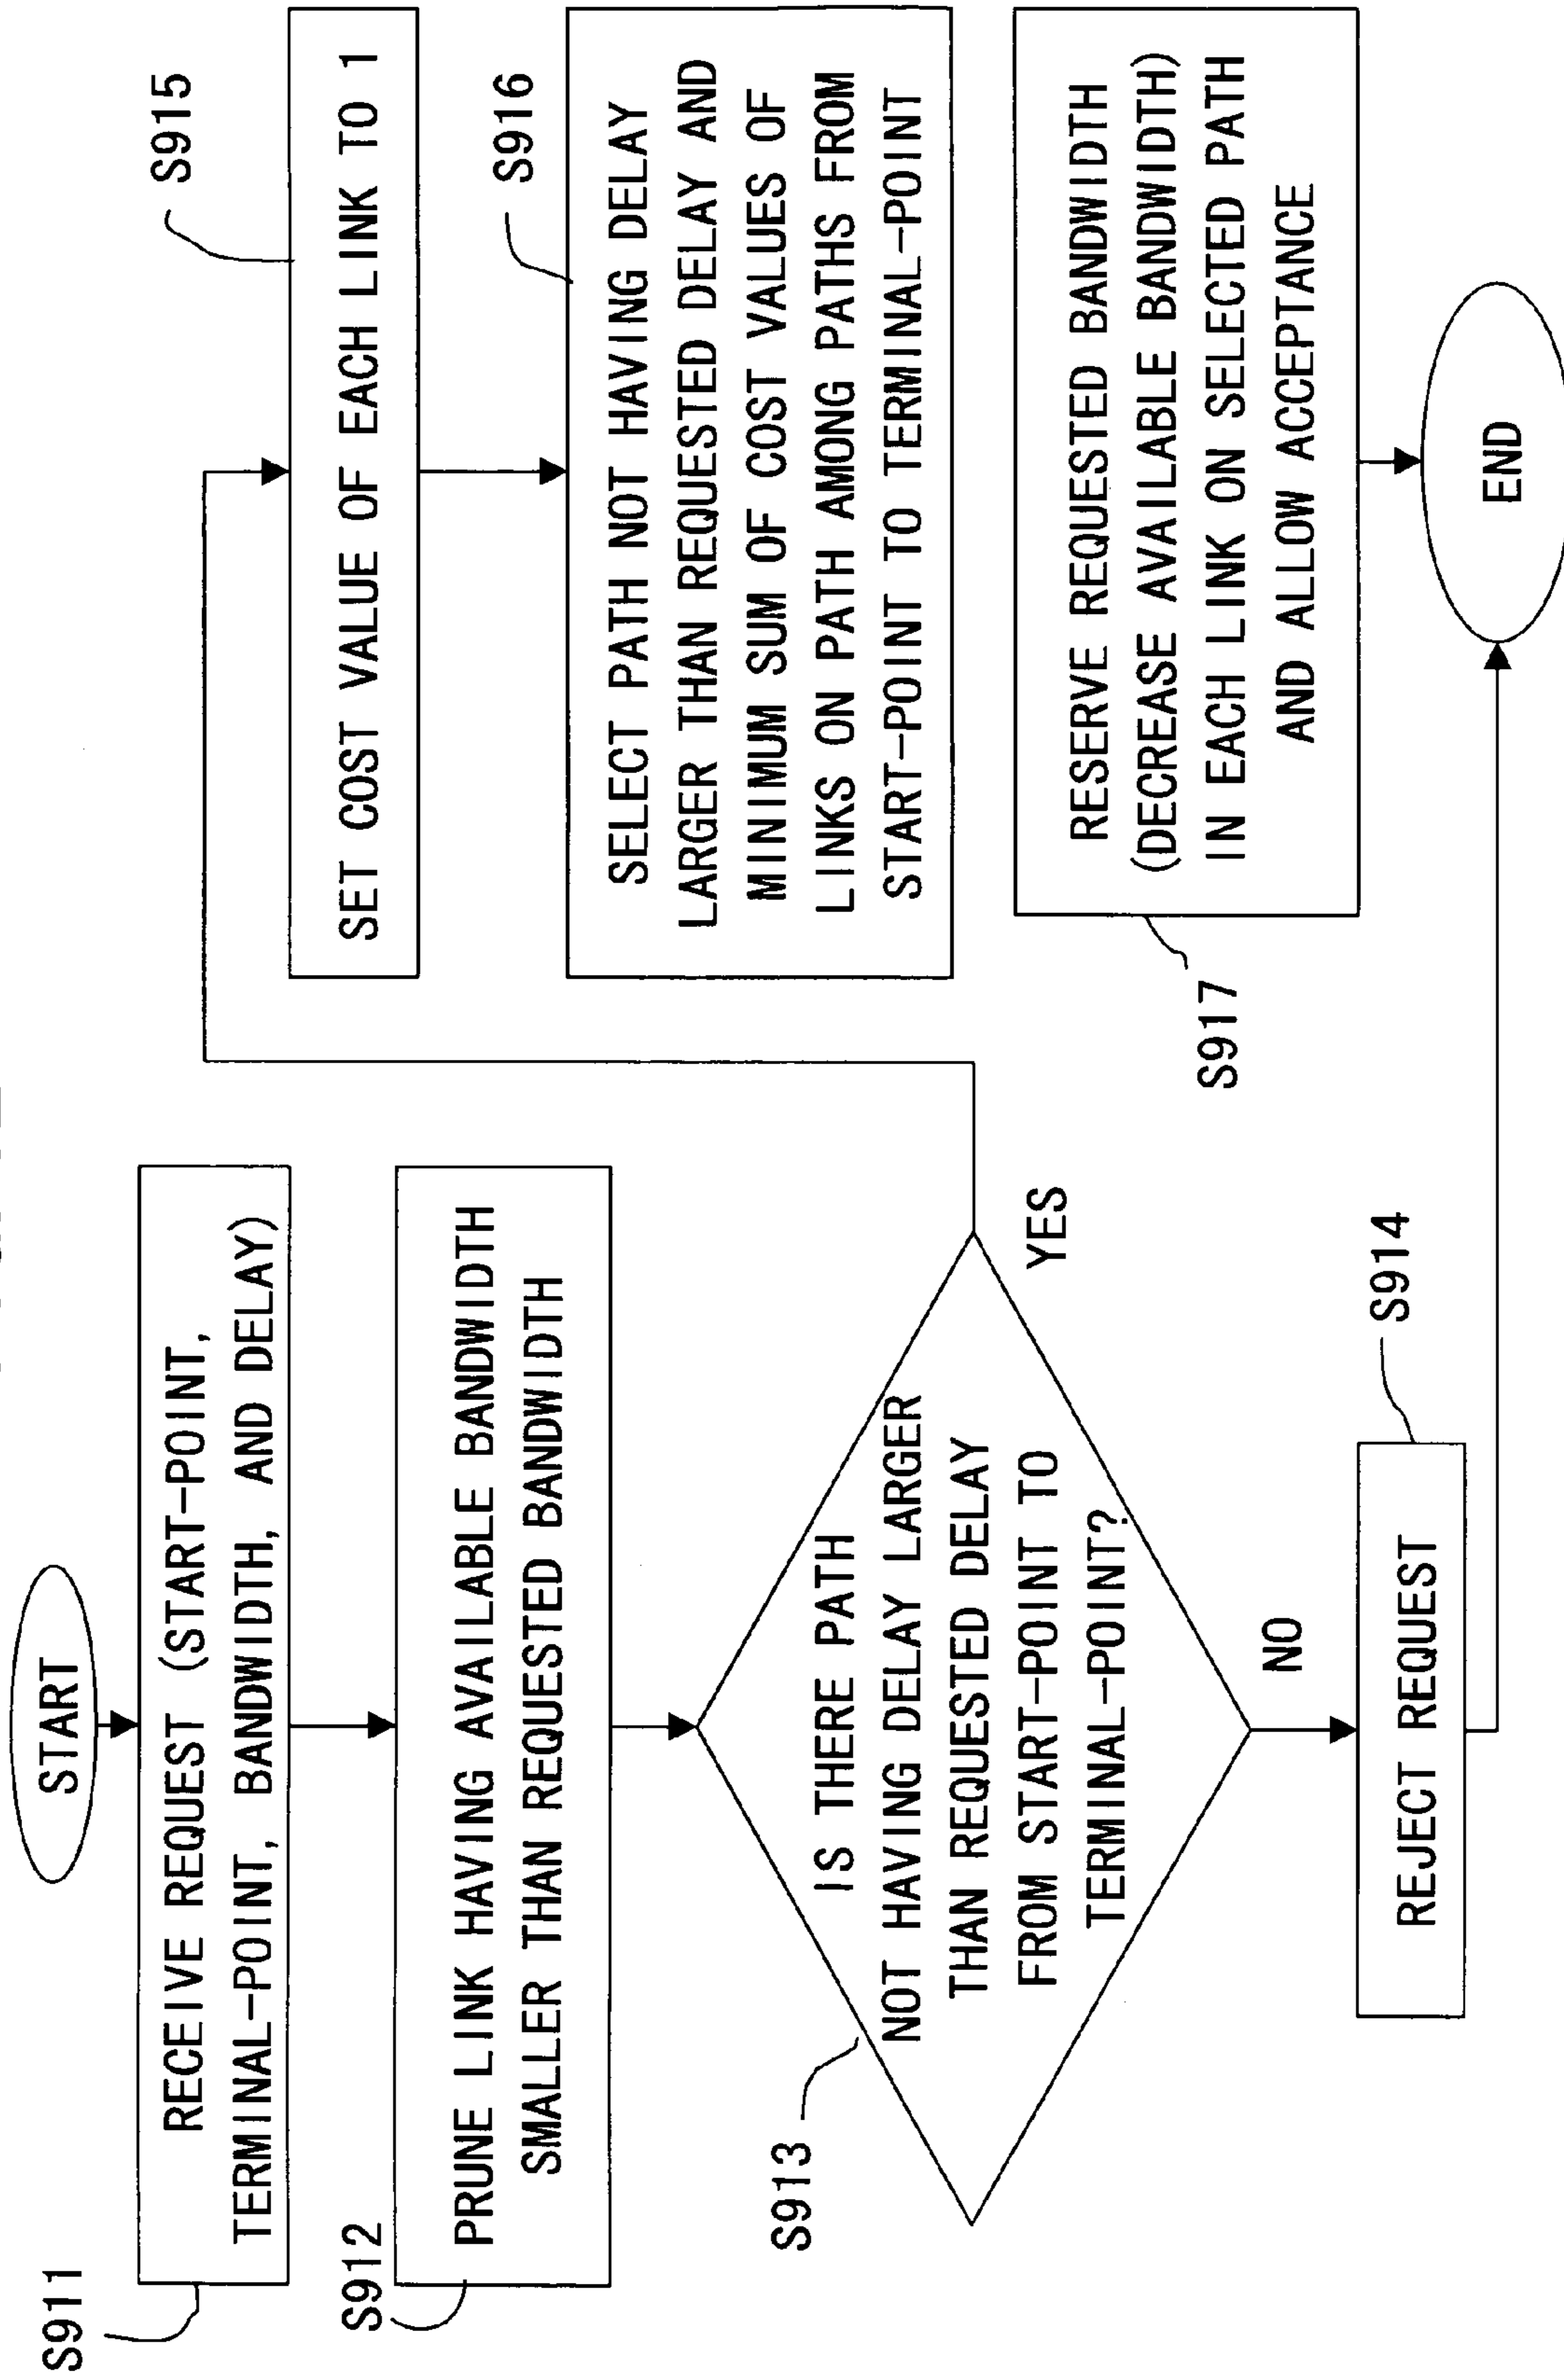 START
S911
RECEIVE REQUEST (START-POINT,
TERMINAL-POINT, BANDWIDTH, AND DELAY)
S912
PRUNE LINK HAVING AVAILABLE BANDWIDTH
SMALLER THAN REQUESTED BANDWIDTH
S913
IS THERE PATH
NOT HAVING DELAY LARGER
THAN REQUESTED DELAY
FROM START-POINT TO
TERMINAL-POINT?
YES
NO
S914
REJECT REQUEST
S915
SET COST VALUE OF EACH LINK TO 1
S916
SELECT PATH NOT HAVING DELAY
LARGER THAN REQUESTED DELAY AND
MINIMUM SUM OF COST VALUES OF
LINKS ON PATH AMONG PATHS FROM
START-POINT TO TERMINAL-POINT
S917
RESERVE REQUESTED BANDWIDTH
(DECREASE AVAILABLE BANDWIDTH)
IN EACH LINK ON SELECTED PATH
AND ALLOW ACCEPTANCE
END